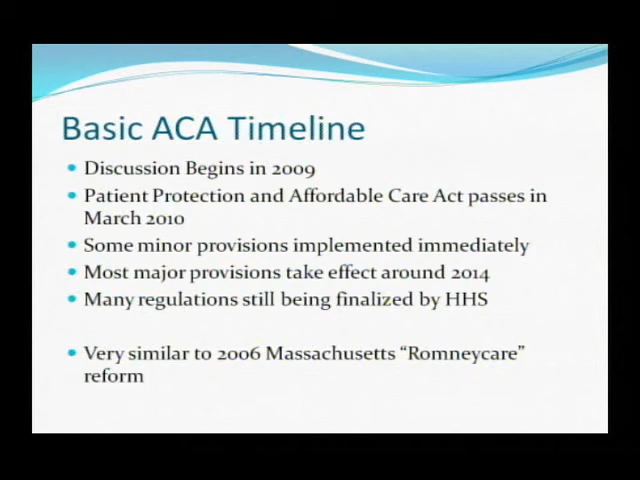 Basic ACA Timeline
• Discussion Begins in 2009
• Patient Protection and Affordable Care Act passes in
March 2010
• Some minor provisions implemented immediately
• Most major provisions take effect around 2014
• Many regulations still being finalized by HHS
• Very similar to 2006 Massachusetts “Romneycare”
reform